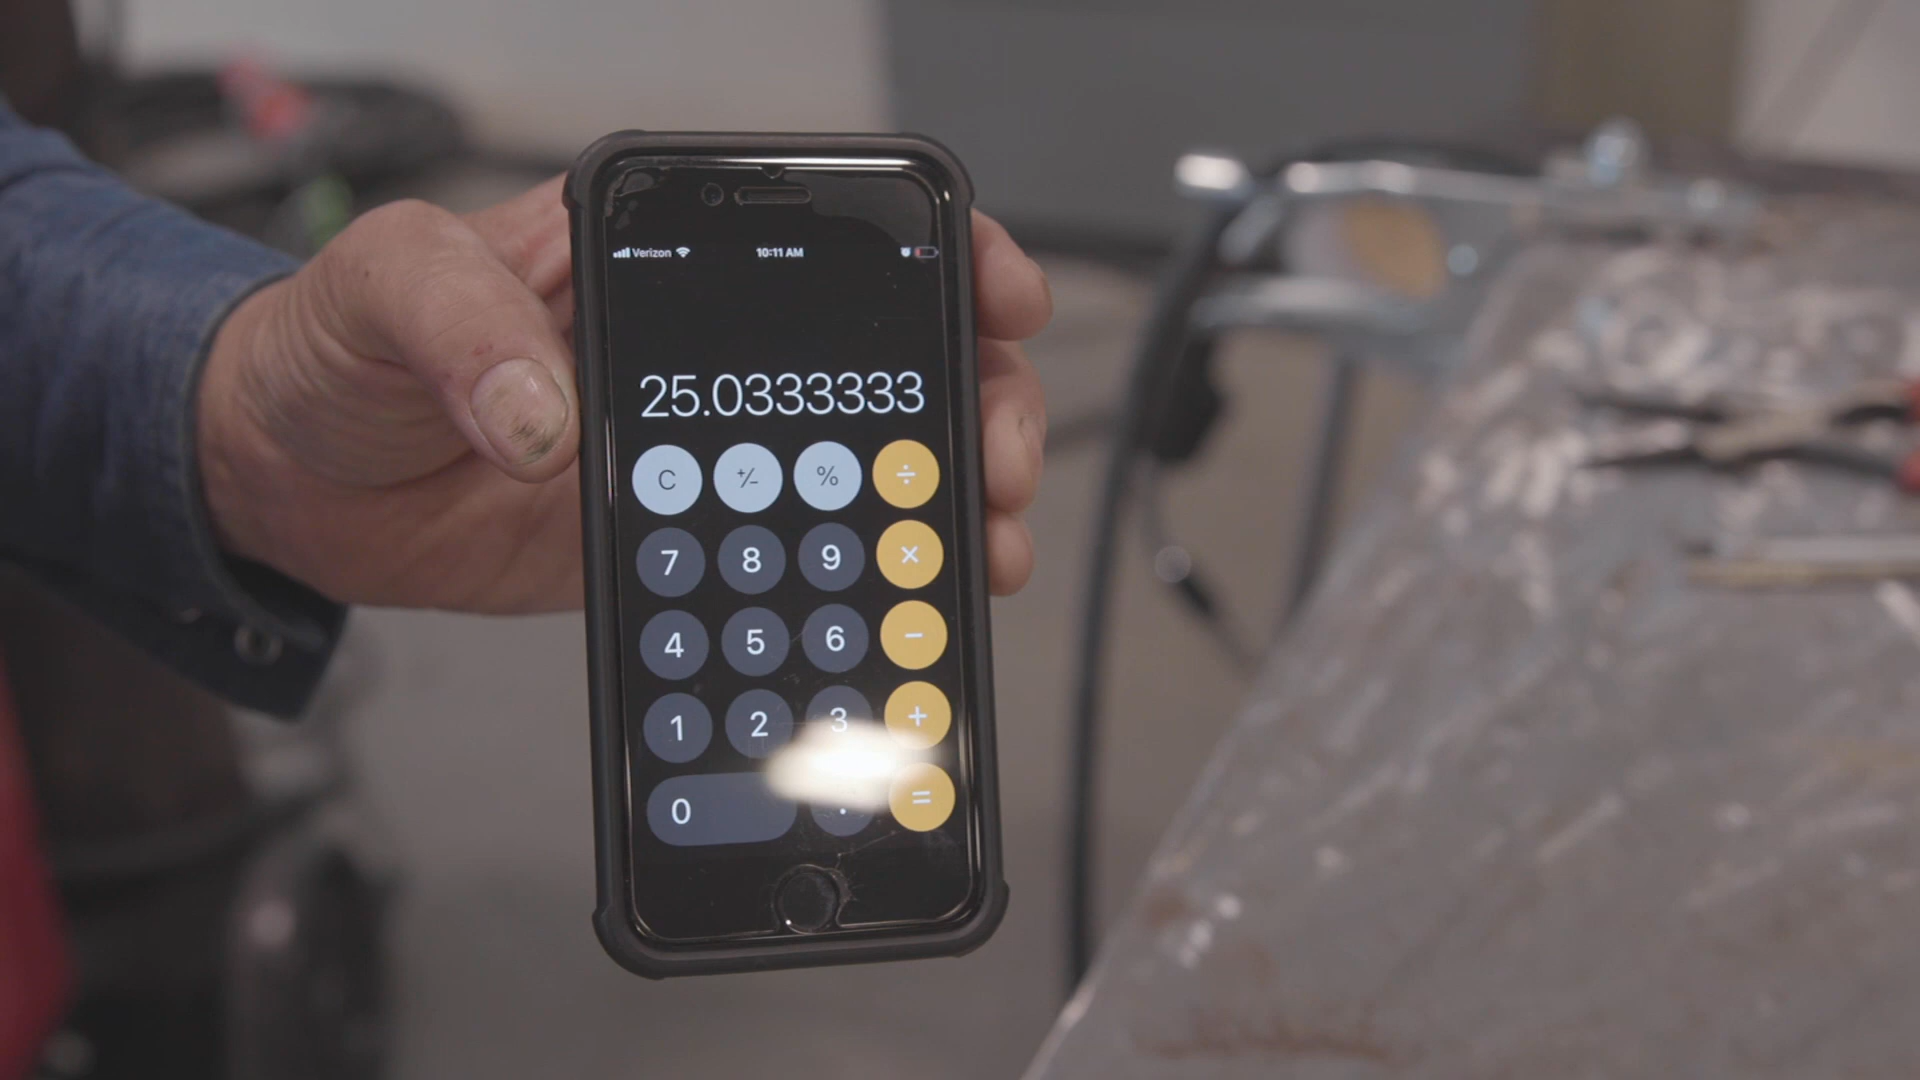 Verizon 10:11 AM
25.0333333
C +/- % ÷
7 8 9 ×
4 5 6 −
1 2 3 +
0 . =